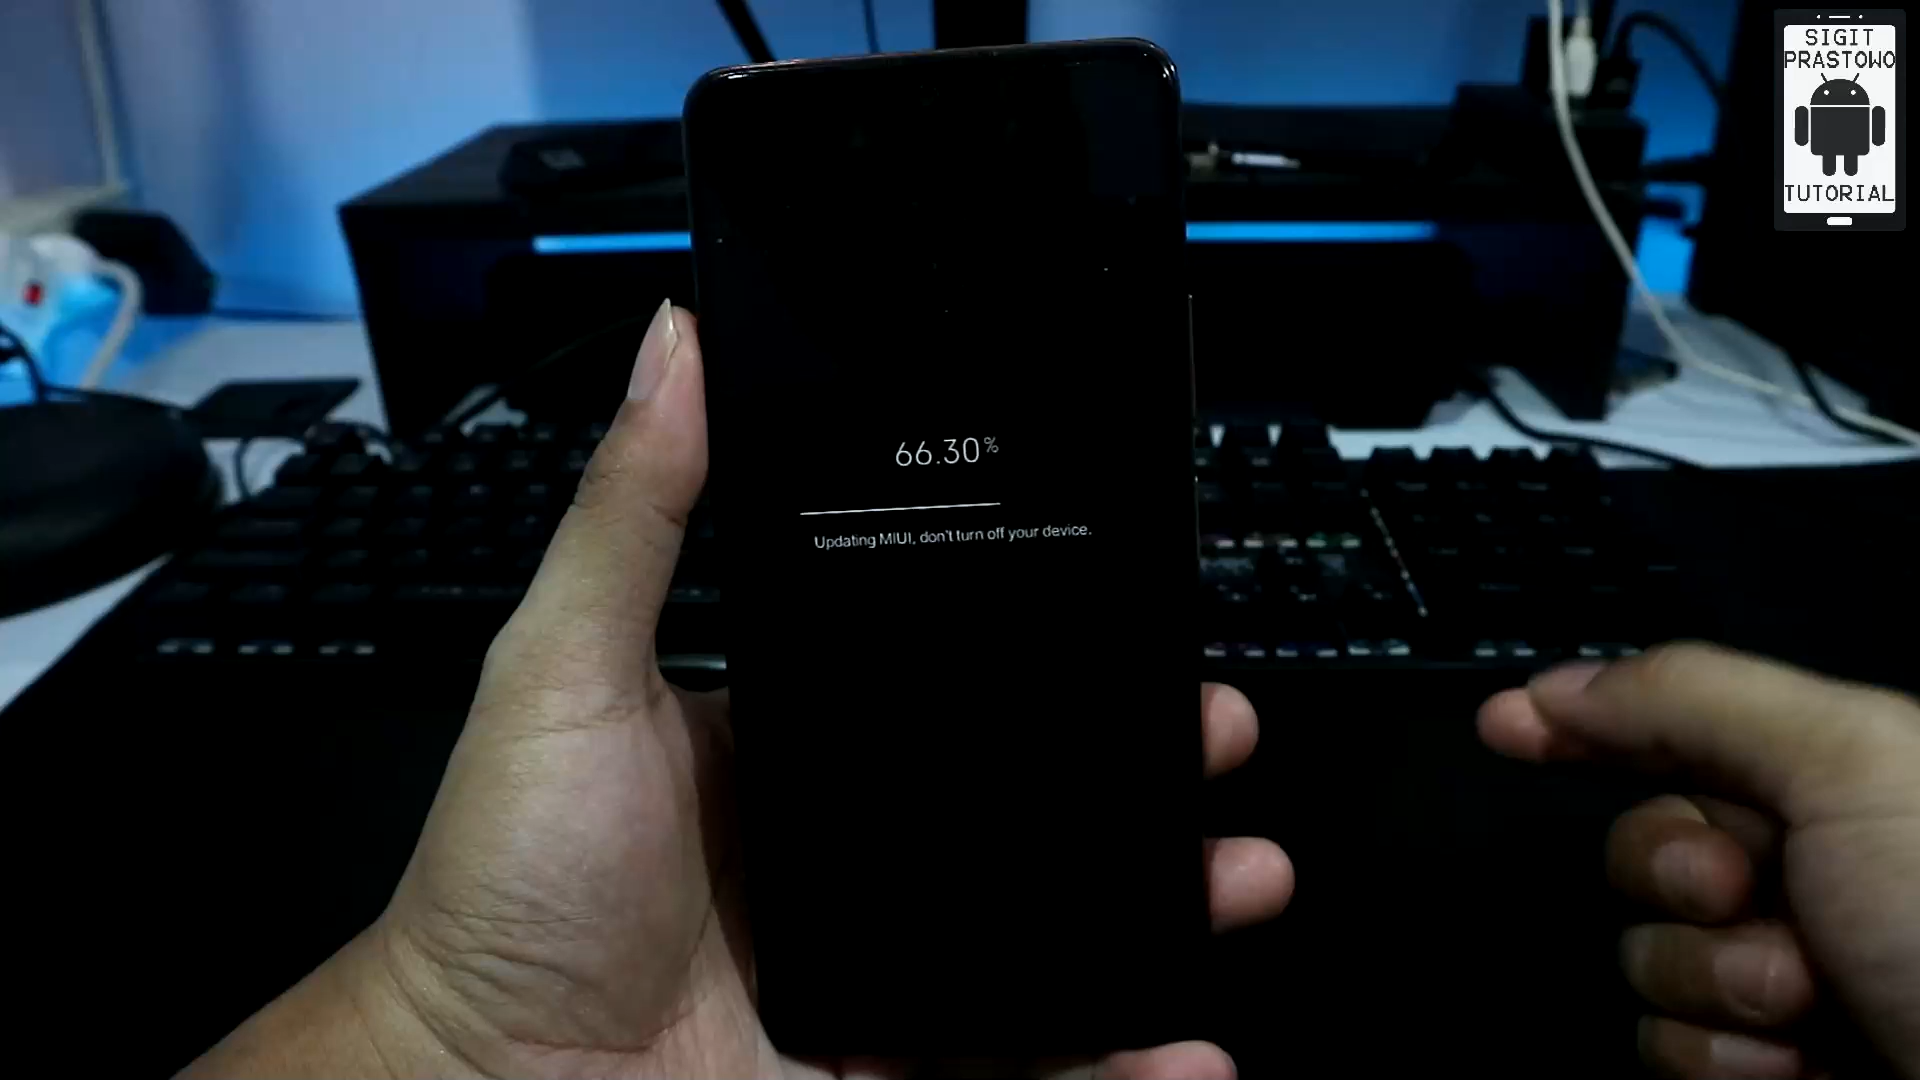 SIGIT
PRASTOWO
TUTORIAL
66.30%
Updating MIUI, don't turn off your device.